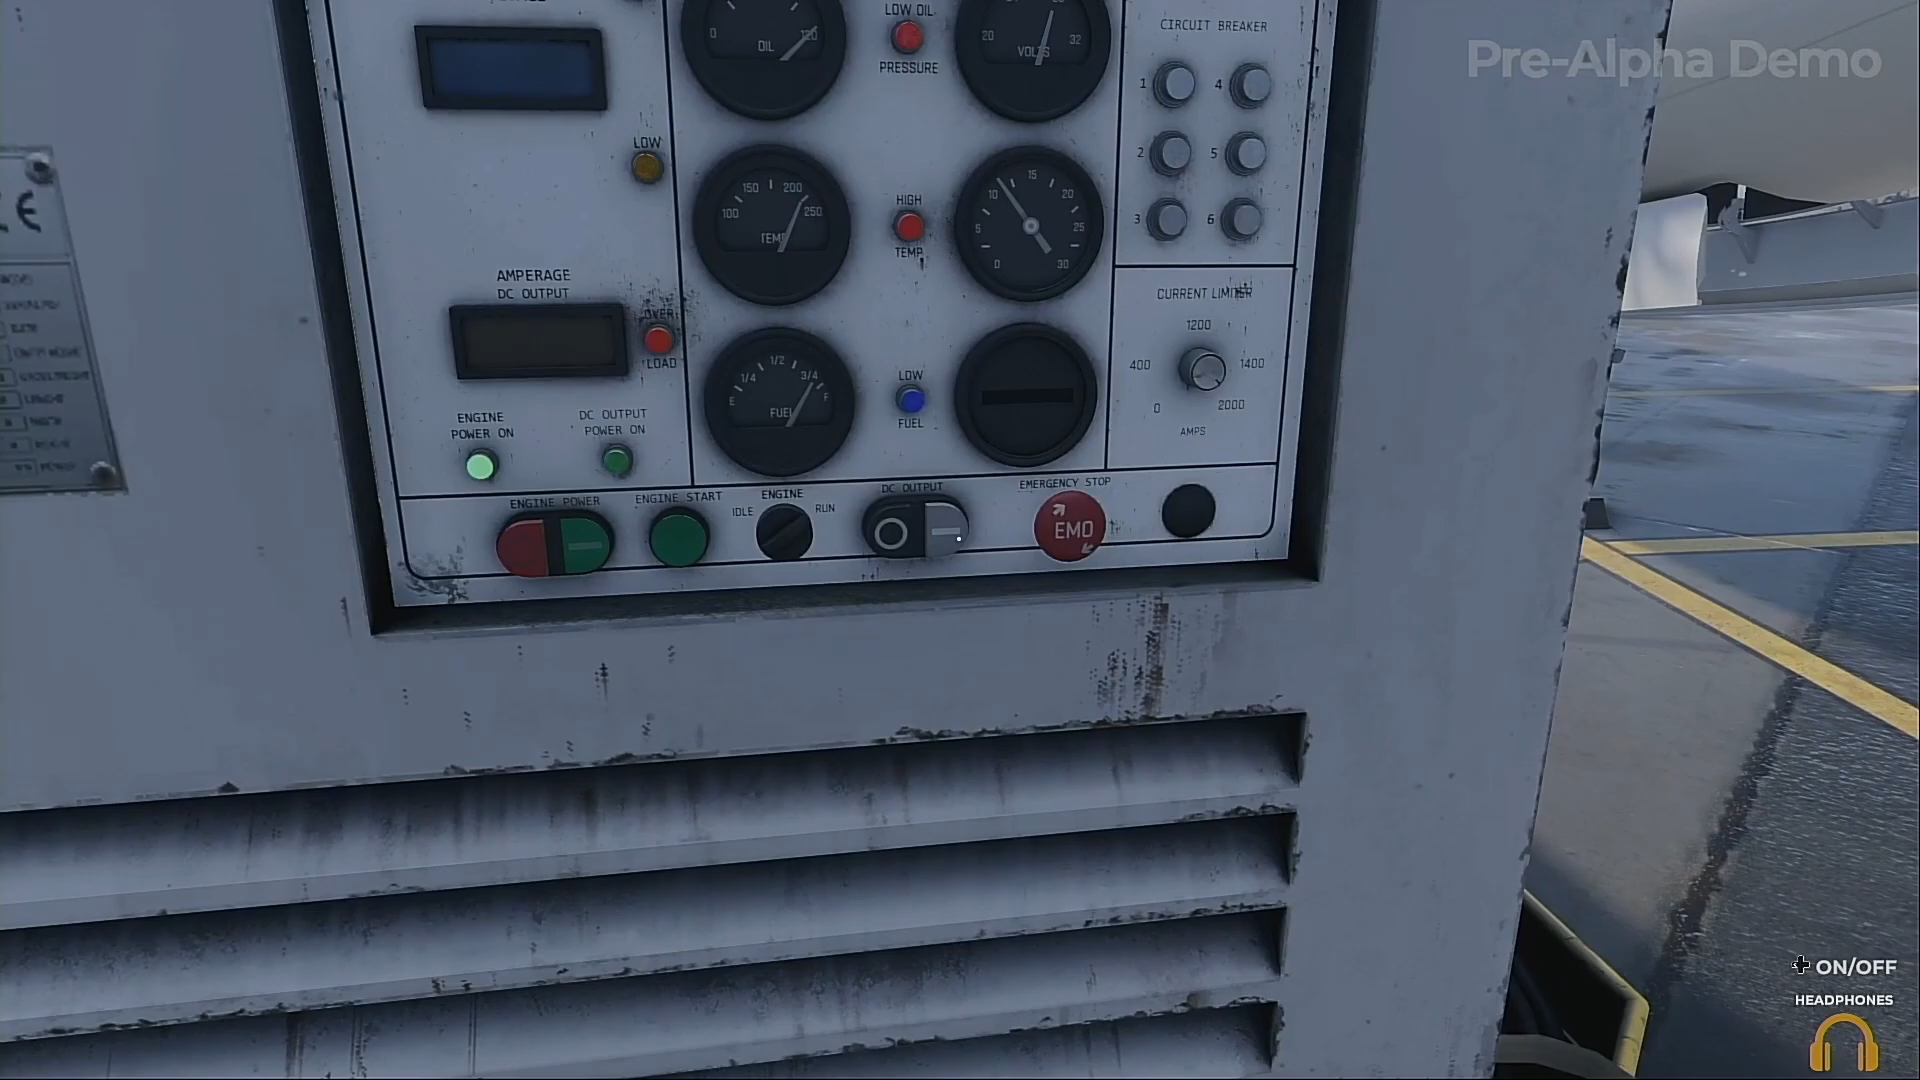 Pre-Alpha Demo
0
120
OIL
LOW OIL
PRESSURE
20
32
VOLTS
CIRCUIT BREAKER
1
4
2
5
3
6
LOW
100
150
200
250
TEMP
HIGH
TEMP
0
5
10
15
20
25
30
AMPERAGE
DC OUTPUT
OVER
LOAD
CURRENT LIMITER
0
400
1200
1400
2000
AMPS
E
1/4
1/2
3/4
F
FUEL
LOW
FUEL
ENGINE
POWER ON
DC OUTPUT
POWER ON
ENGINE POWER
ENGINE START
ENGINE
IDLE
RUN
DC OUTPUT
EMERGENCY STOP
EMO
CE
ON/OFF
HEADPHONES